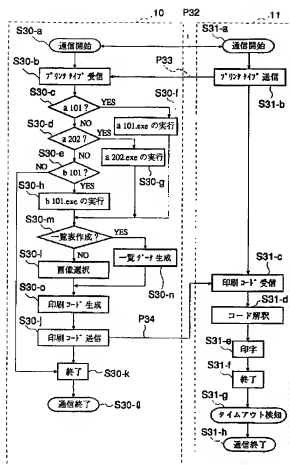 10
P32
11
S30-a
S31-a
通信開始
通信開始
S30-b
S30-f
P33
プリンタタイプ 受信
プリンタタイプ 送信
S30-c
S31-b
a 101?
YES
NO
a 101.exe の実行
S30-d
a 202?
YES
S30-e
NO
a 202.exe の実行
NO
b 101?
S30-g
S30-h
YES
b 101.exe の実行
S30-m
一覧表作成?
YES
S30-i
NO
一覧データ 生成
S31-c
画像選択
印刷コード 受信
S30-o
S30-n
S31-d
印刷コード 生成
コード 解釈
S30-j
P34
S31-e
印刷コード 送信
印字
S31-f
終了
S30-k
終了
S31-g
通信終了
S30-ℓ
タイムアウト検知
S31-h
通信終了